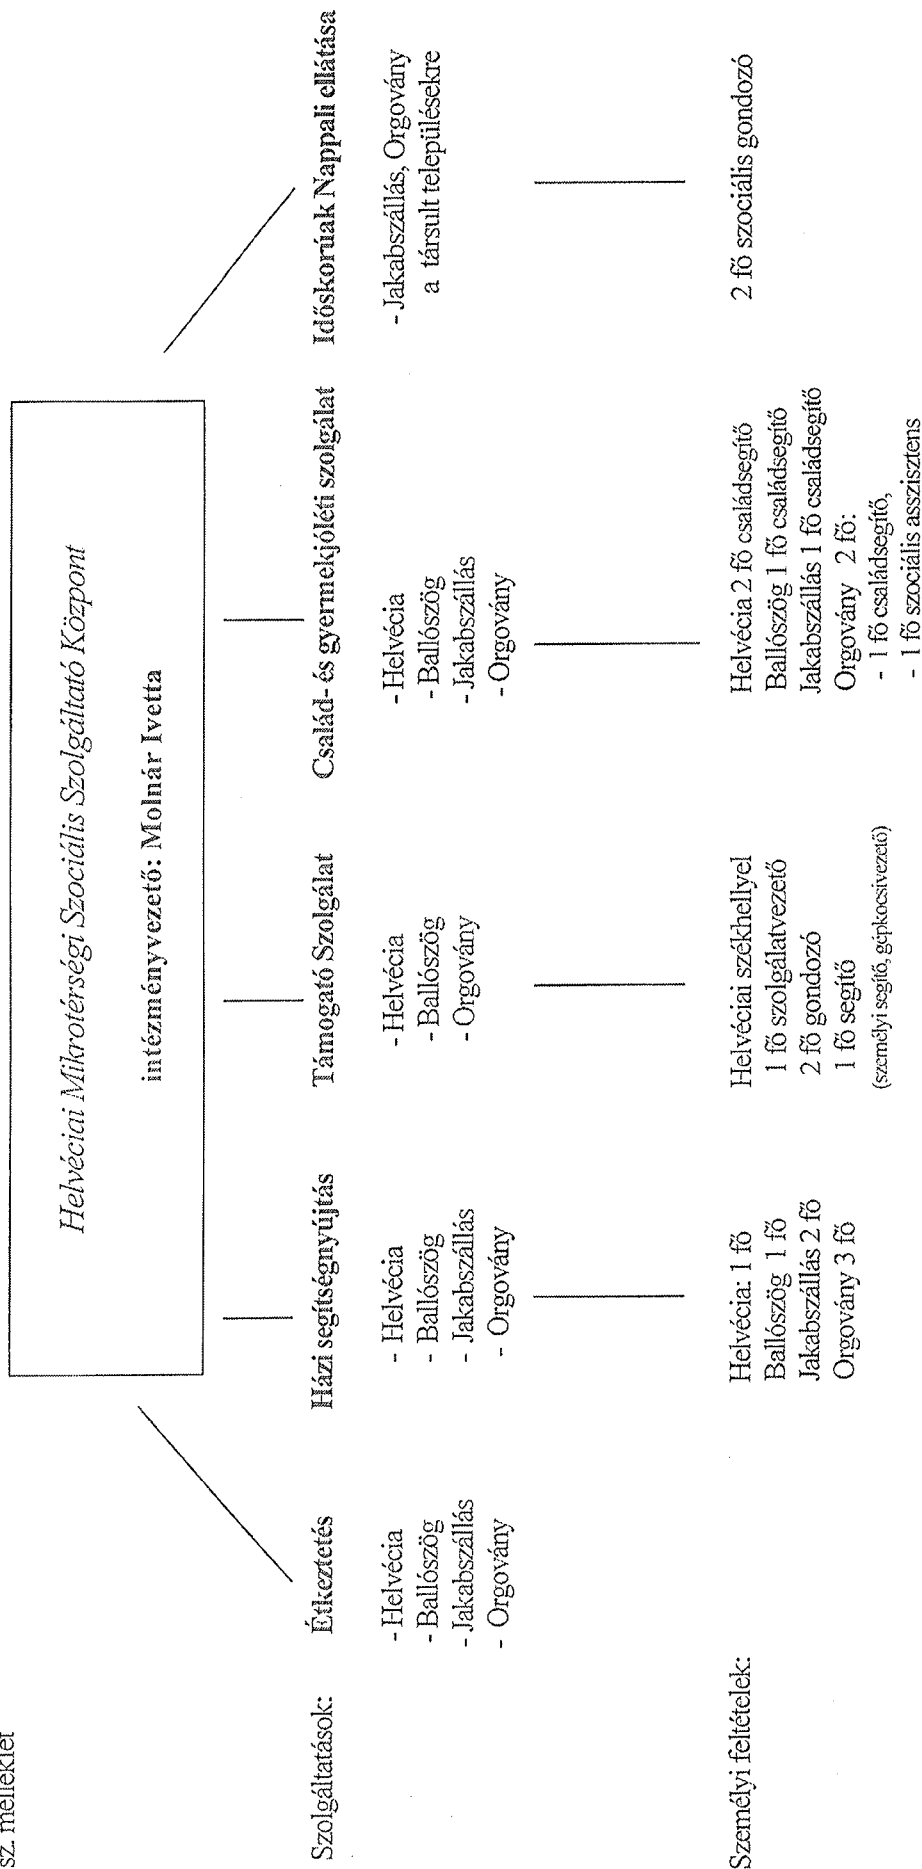 sz. melléklet
Helvéciai Mikrotérségi Szociális Szolgáltató Központ
intézményvezető: Molnár Ivetta
Szolgáltatások:
Étkeztetés
- Helvécia
- Ballószög
- Jakabszállás
- Orgovány
Házi segítségnyújtás
- Helvécia
- Ballószög
- Jakabszállás
- Orgovány
Támogató Szolgálat
- Helvécia
- Ballószög
- Orgovány
Család- és gyermekjóléti szolgálat
- Helvécia
- Ballószög
- Jakabszállás
- Orgovány
Időskorúak Nappali ellátása
- Jakabszállás, Orgovány
a társult településekre
Személyi feltételek:
Helvécia: 1 fő
Ballószög 1 fő
Jakabszállás 2 fő
Orgovány 3 fő
Helvéciai székhellyel
1 fő szolgálatvezető
2 fő gondozó
1 fő segítő
(személyi segítő, gépkocsivezető)
Helvécia 2 fő családsegítő
Ballószög 1 fő családsegítő
Jakabszállás 1 fő családsegítő
Orgovány 2 fő:
- 1 fő családsegítő,
- 1 fő szociális asszisztens
2 fő szociális gondozó